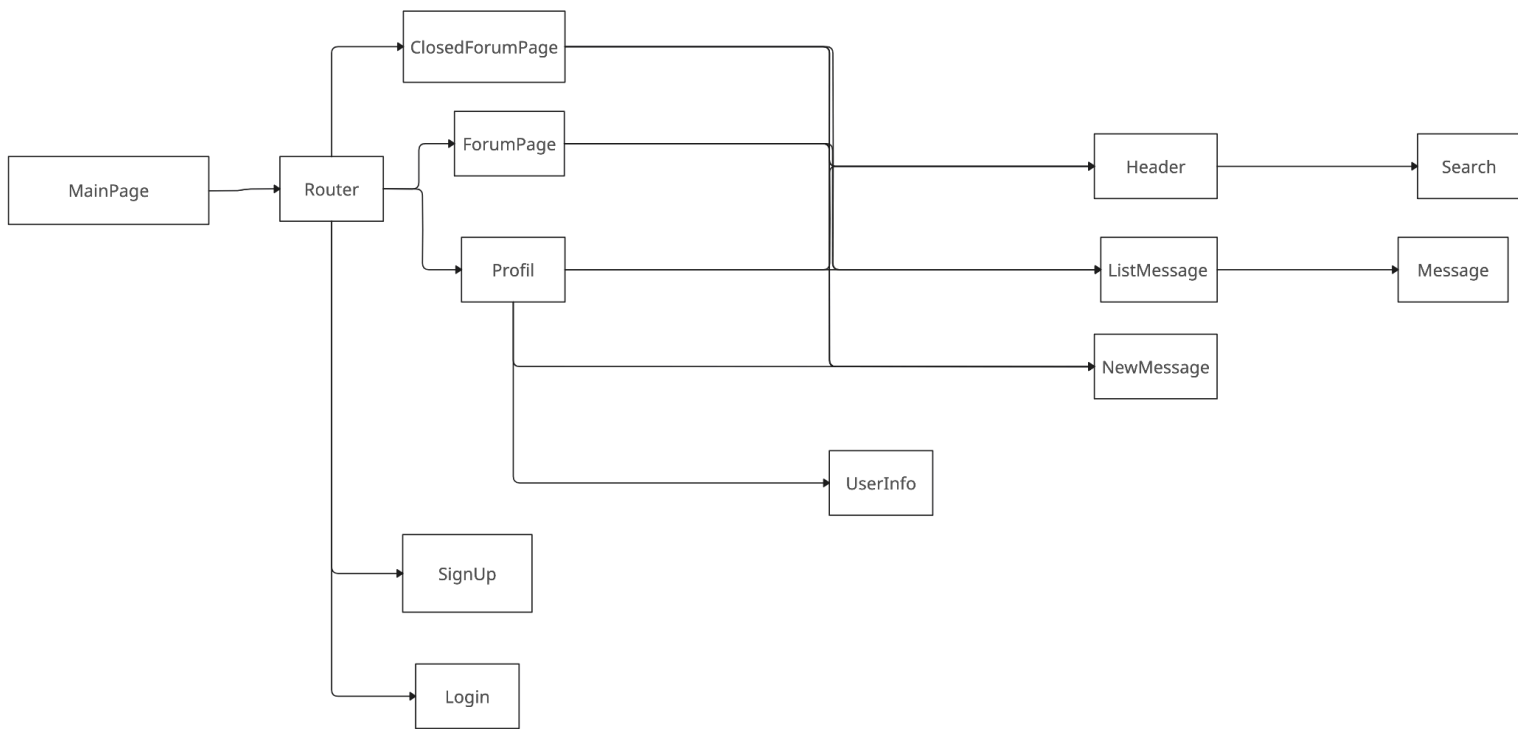 ClosedForumPage
ForumPage
MainPage
Router
Header
Search
Profil
ListMessage
Message
NewMessage
UserInfo
SignUp
Login